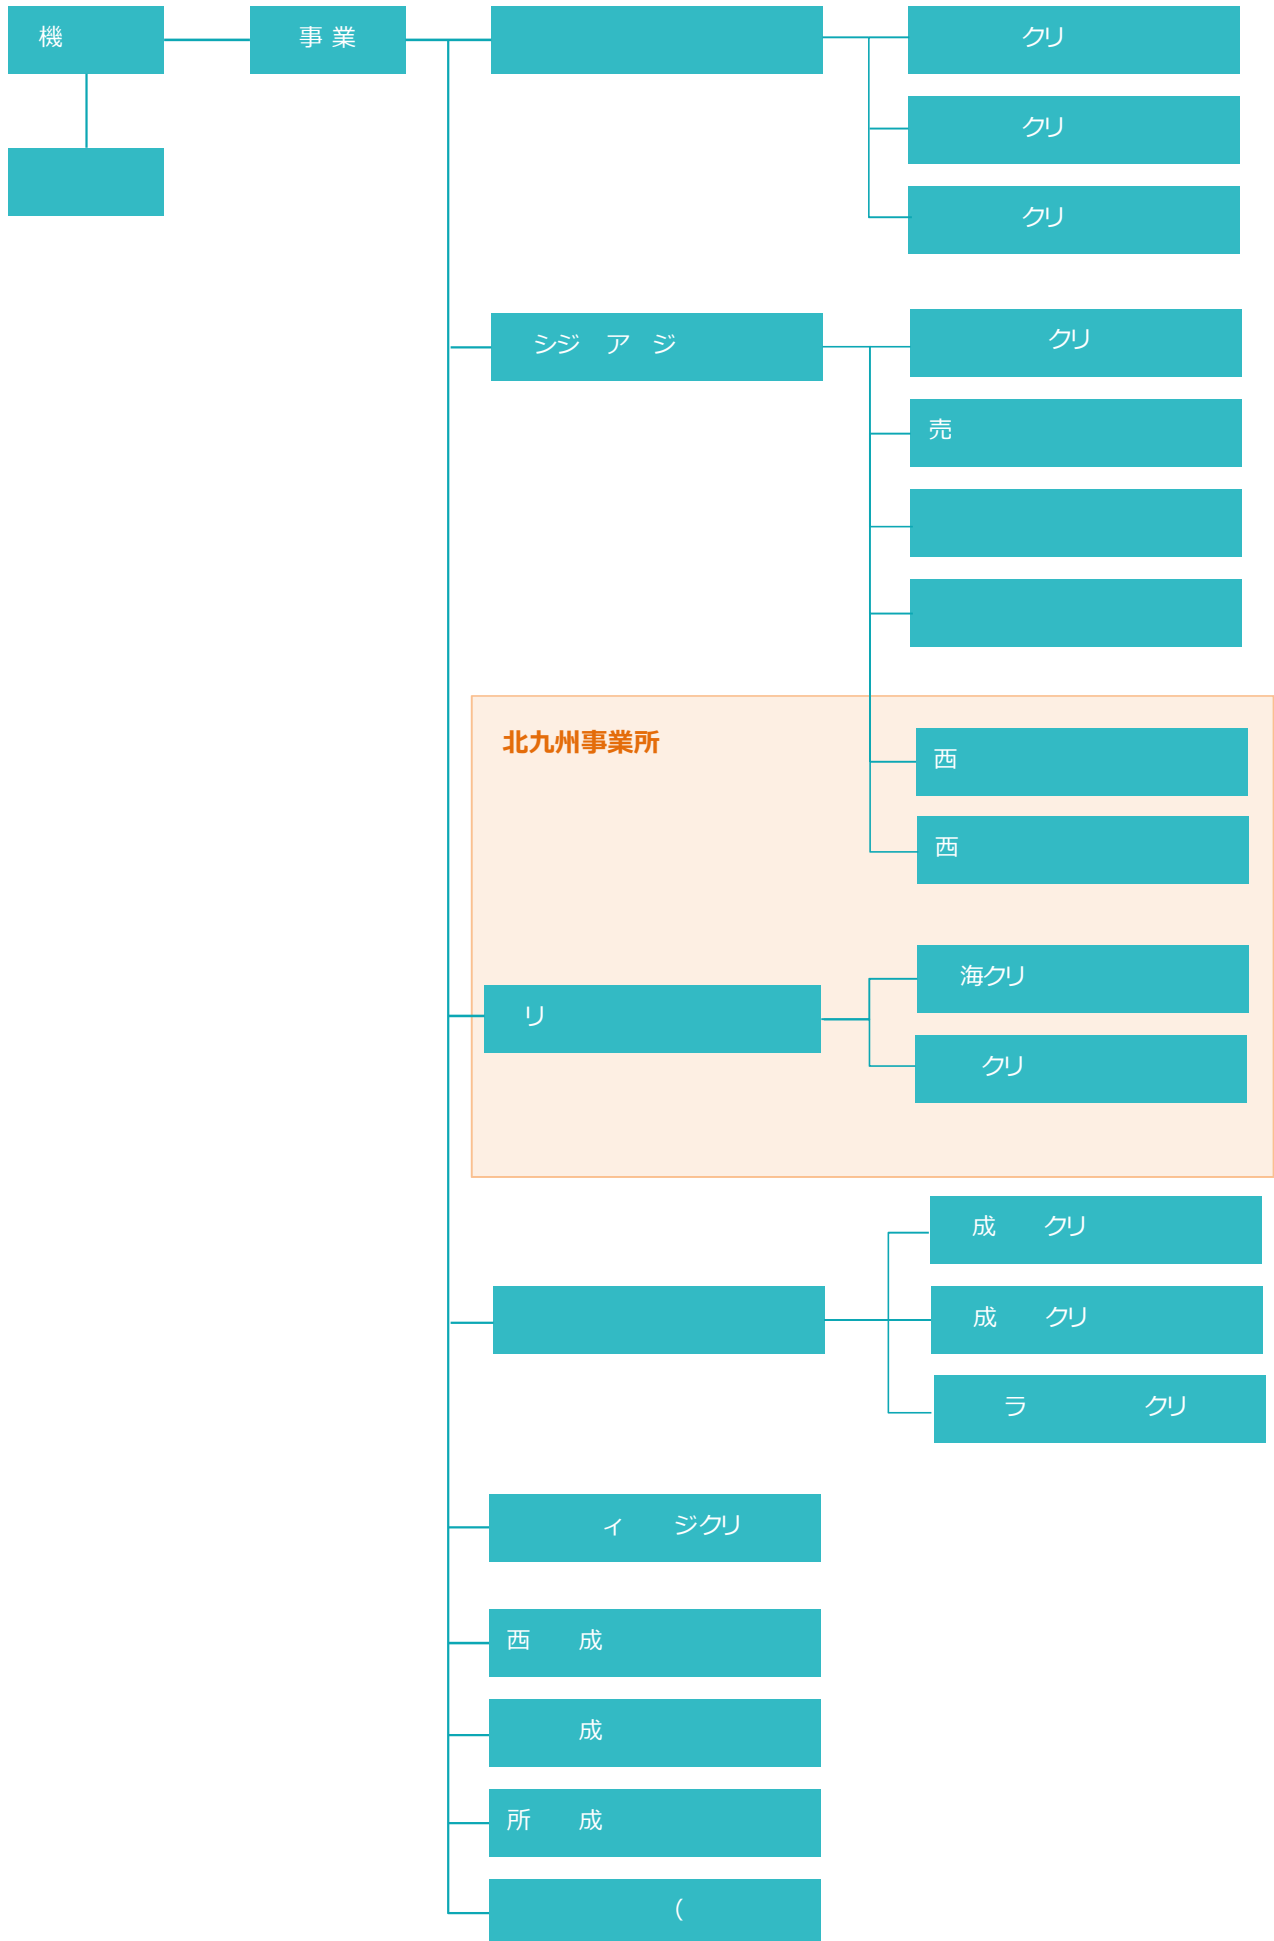 機
事 業
クリ
クリ
クリ
シジ　ア　ジ
クリ
売
北九州事業所
西
西
海クリ
リ
クリ
成　　クリ
成　　クリ
ラ　　　　　クリ
イ　　ジクリ
西　　成
成
所　　成
(